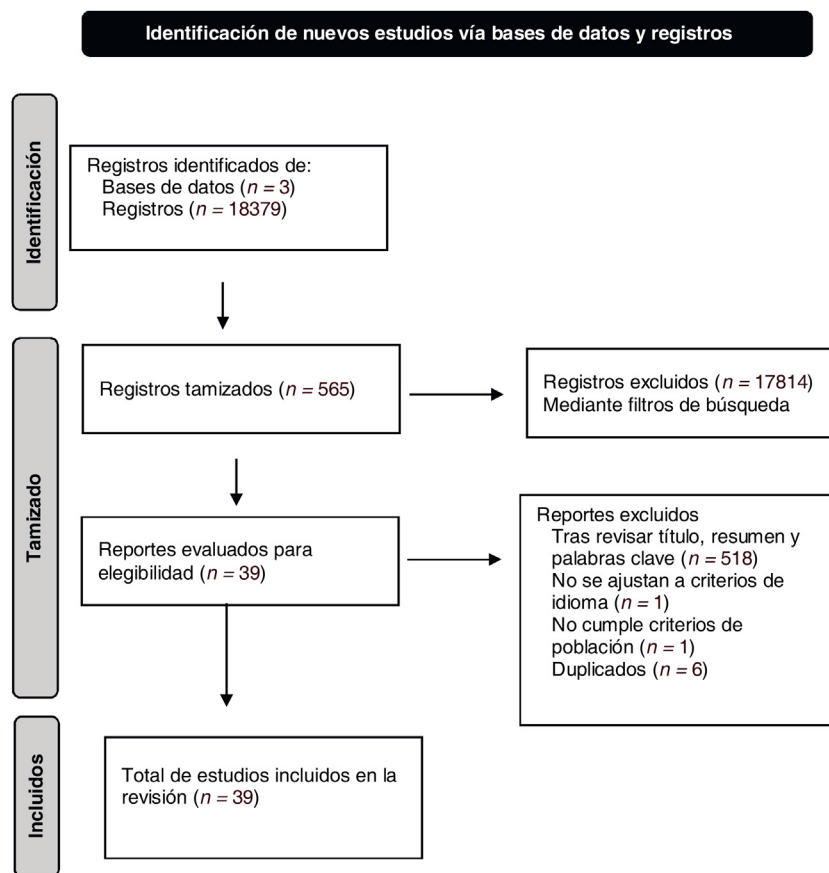 Identificación de nuevos estudios vía bases de datos y registros
Identificación
Registros identificados de:
Bases de datos (n = 3)
Registros (n = 18379)
Tamizado
Registros tamizados (n = 565)
Registros excluidos (n = 17814)
Mediante filtros de búsqueda
Reportes evaluados para
elegibilidad (n = 39)
Reportes excluidos
Tras revisar título, resumen y
palabras clave (n = 518)
No se ajustan a criterios de
idioma (n = 1)
No cumple criterios de
población (n = 1)
Duplicados (n = 6)
Incluidos
Total de estudios incluidos en la
revisión (n = 39)